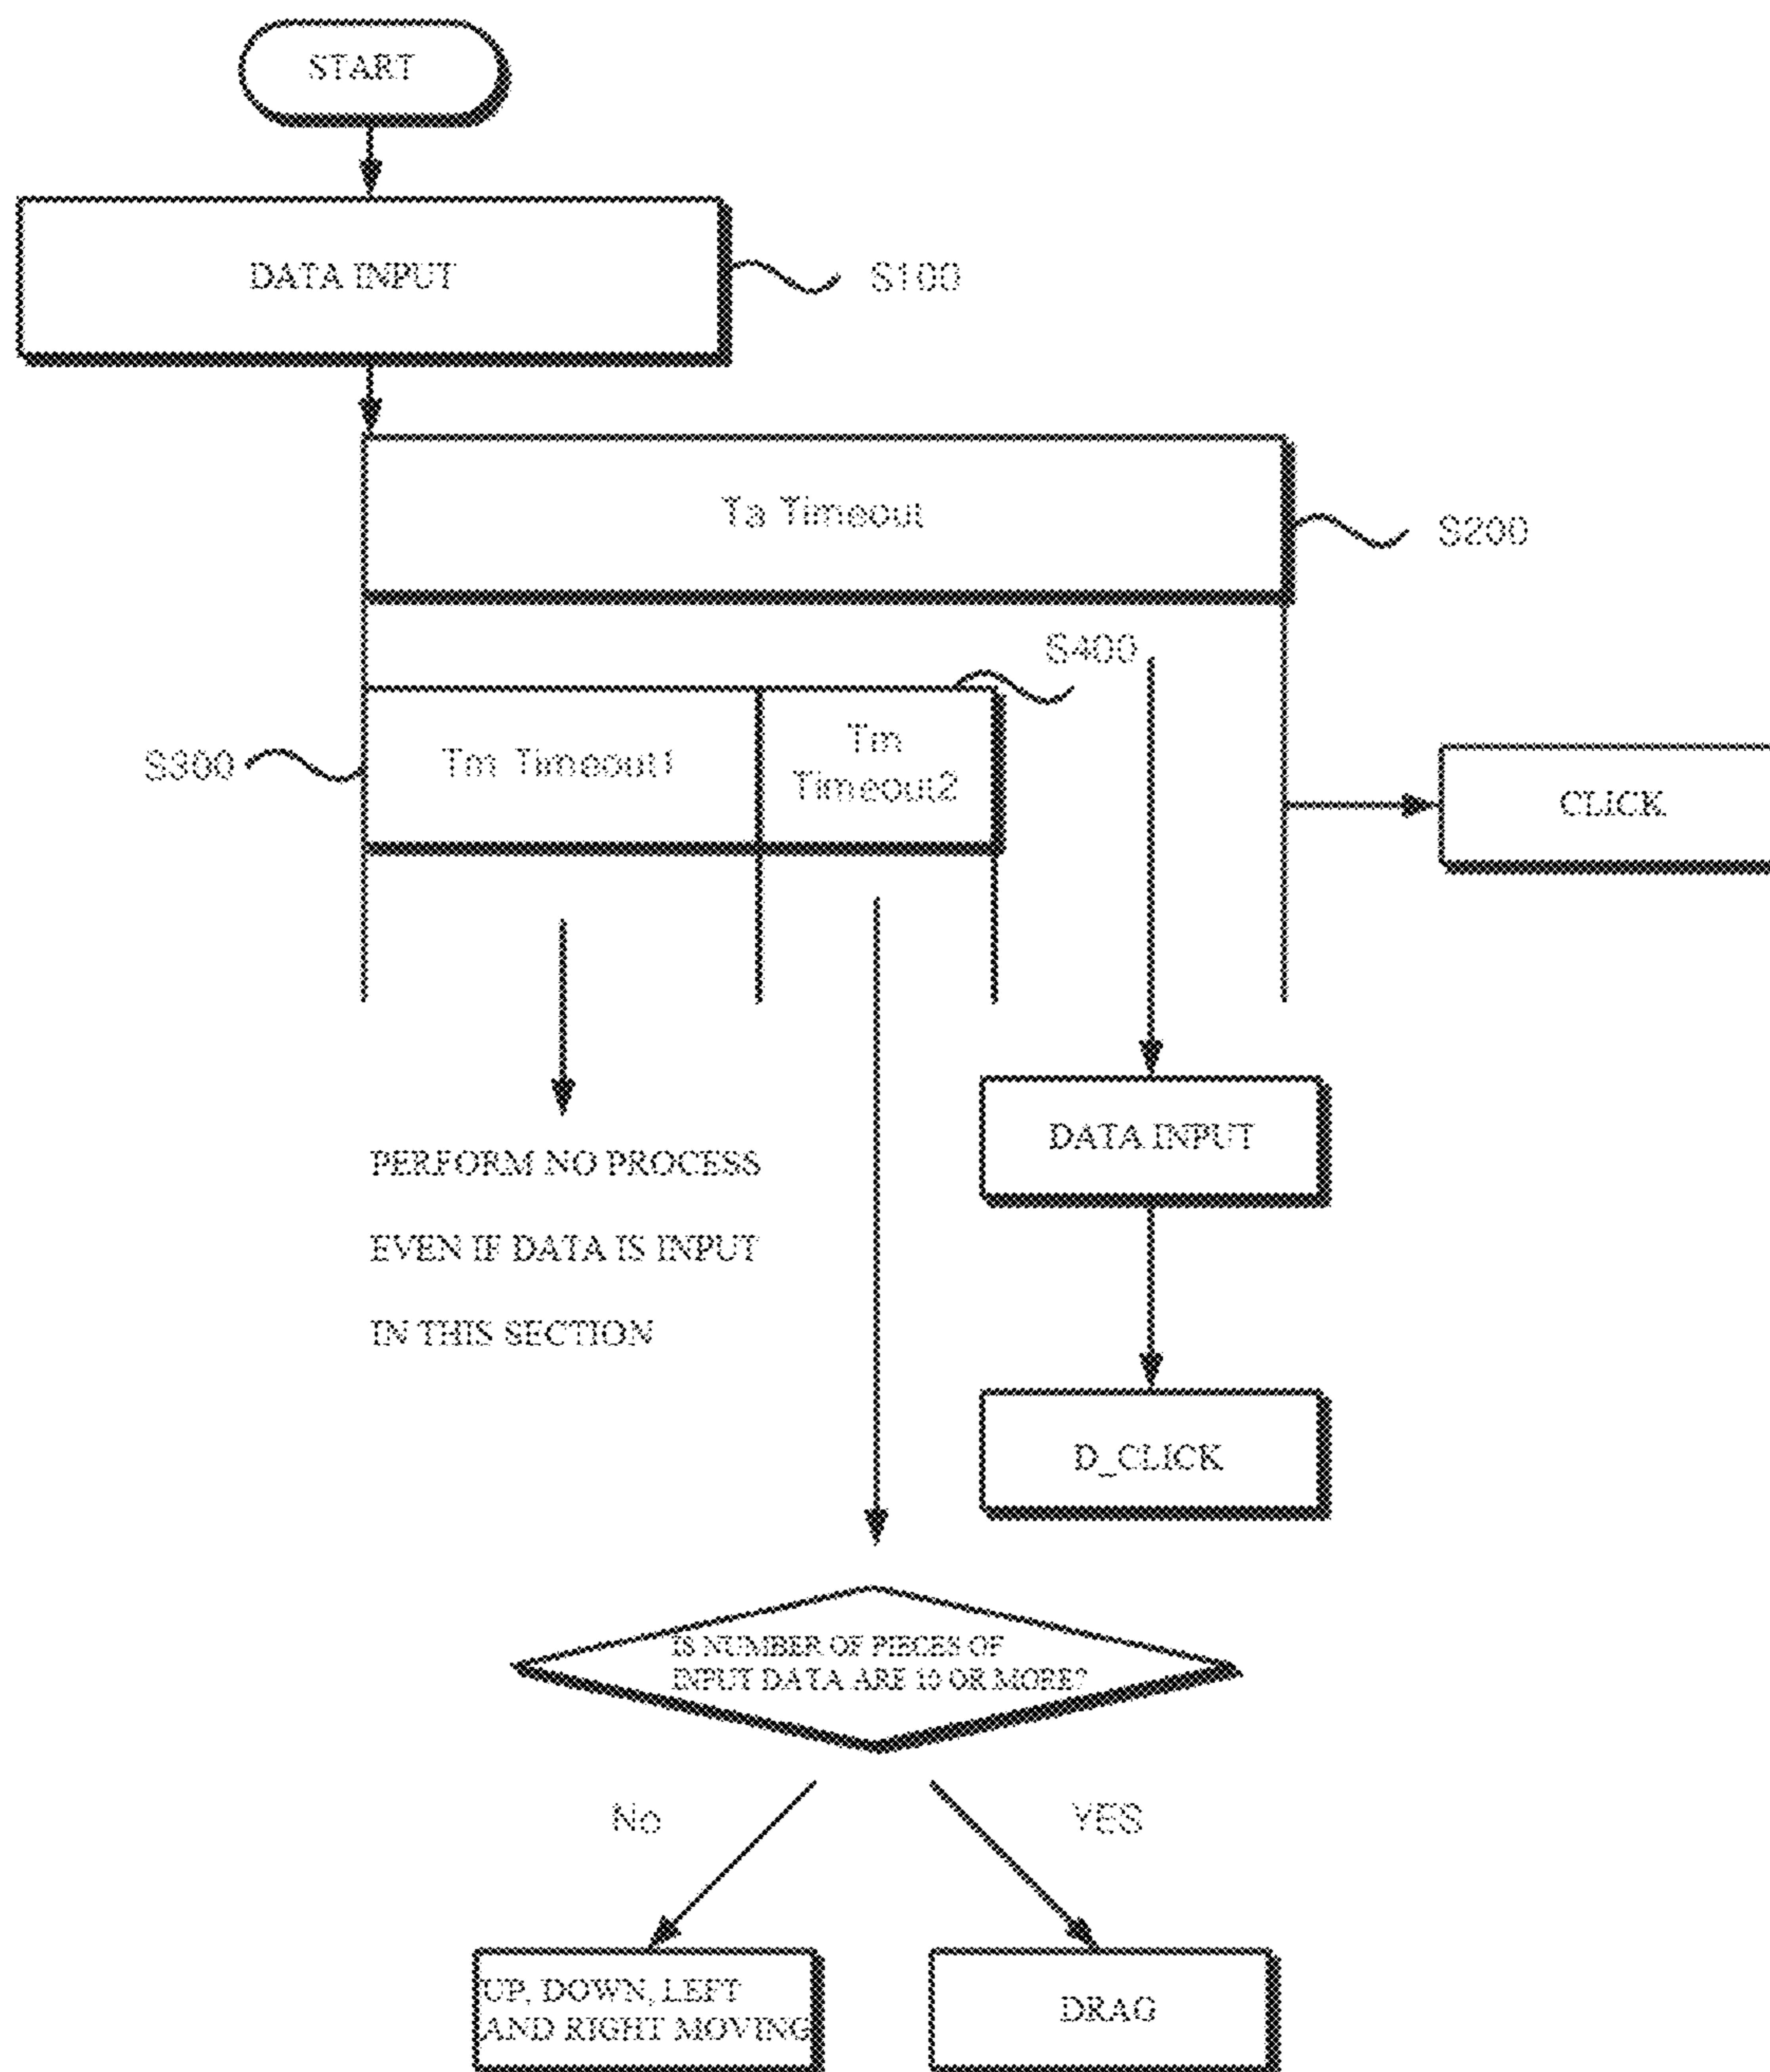 START
DATA INPUT
S100
Ta Timeout
S200
S400
S300
Tm Timeout1
Tm
Timeout2
CLICK
DATA INPUT
PERFORM NO PROCESS
EVEN IF DATA IS INPUT
IN THIS SECTION
D_CLICK
IS NUMBER OF PIECES OF
INPUT DATA ARE 10 OR MORE?
No
YES
UP, DOWN, LEFT
AND RIGHT MOVING
DRAG